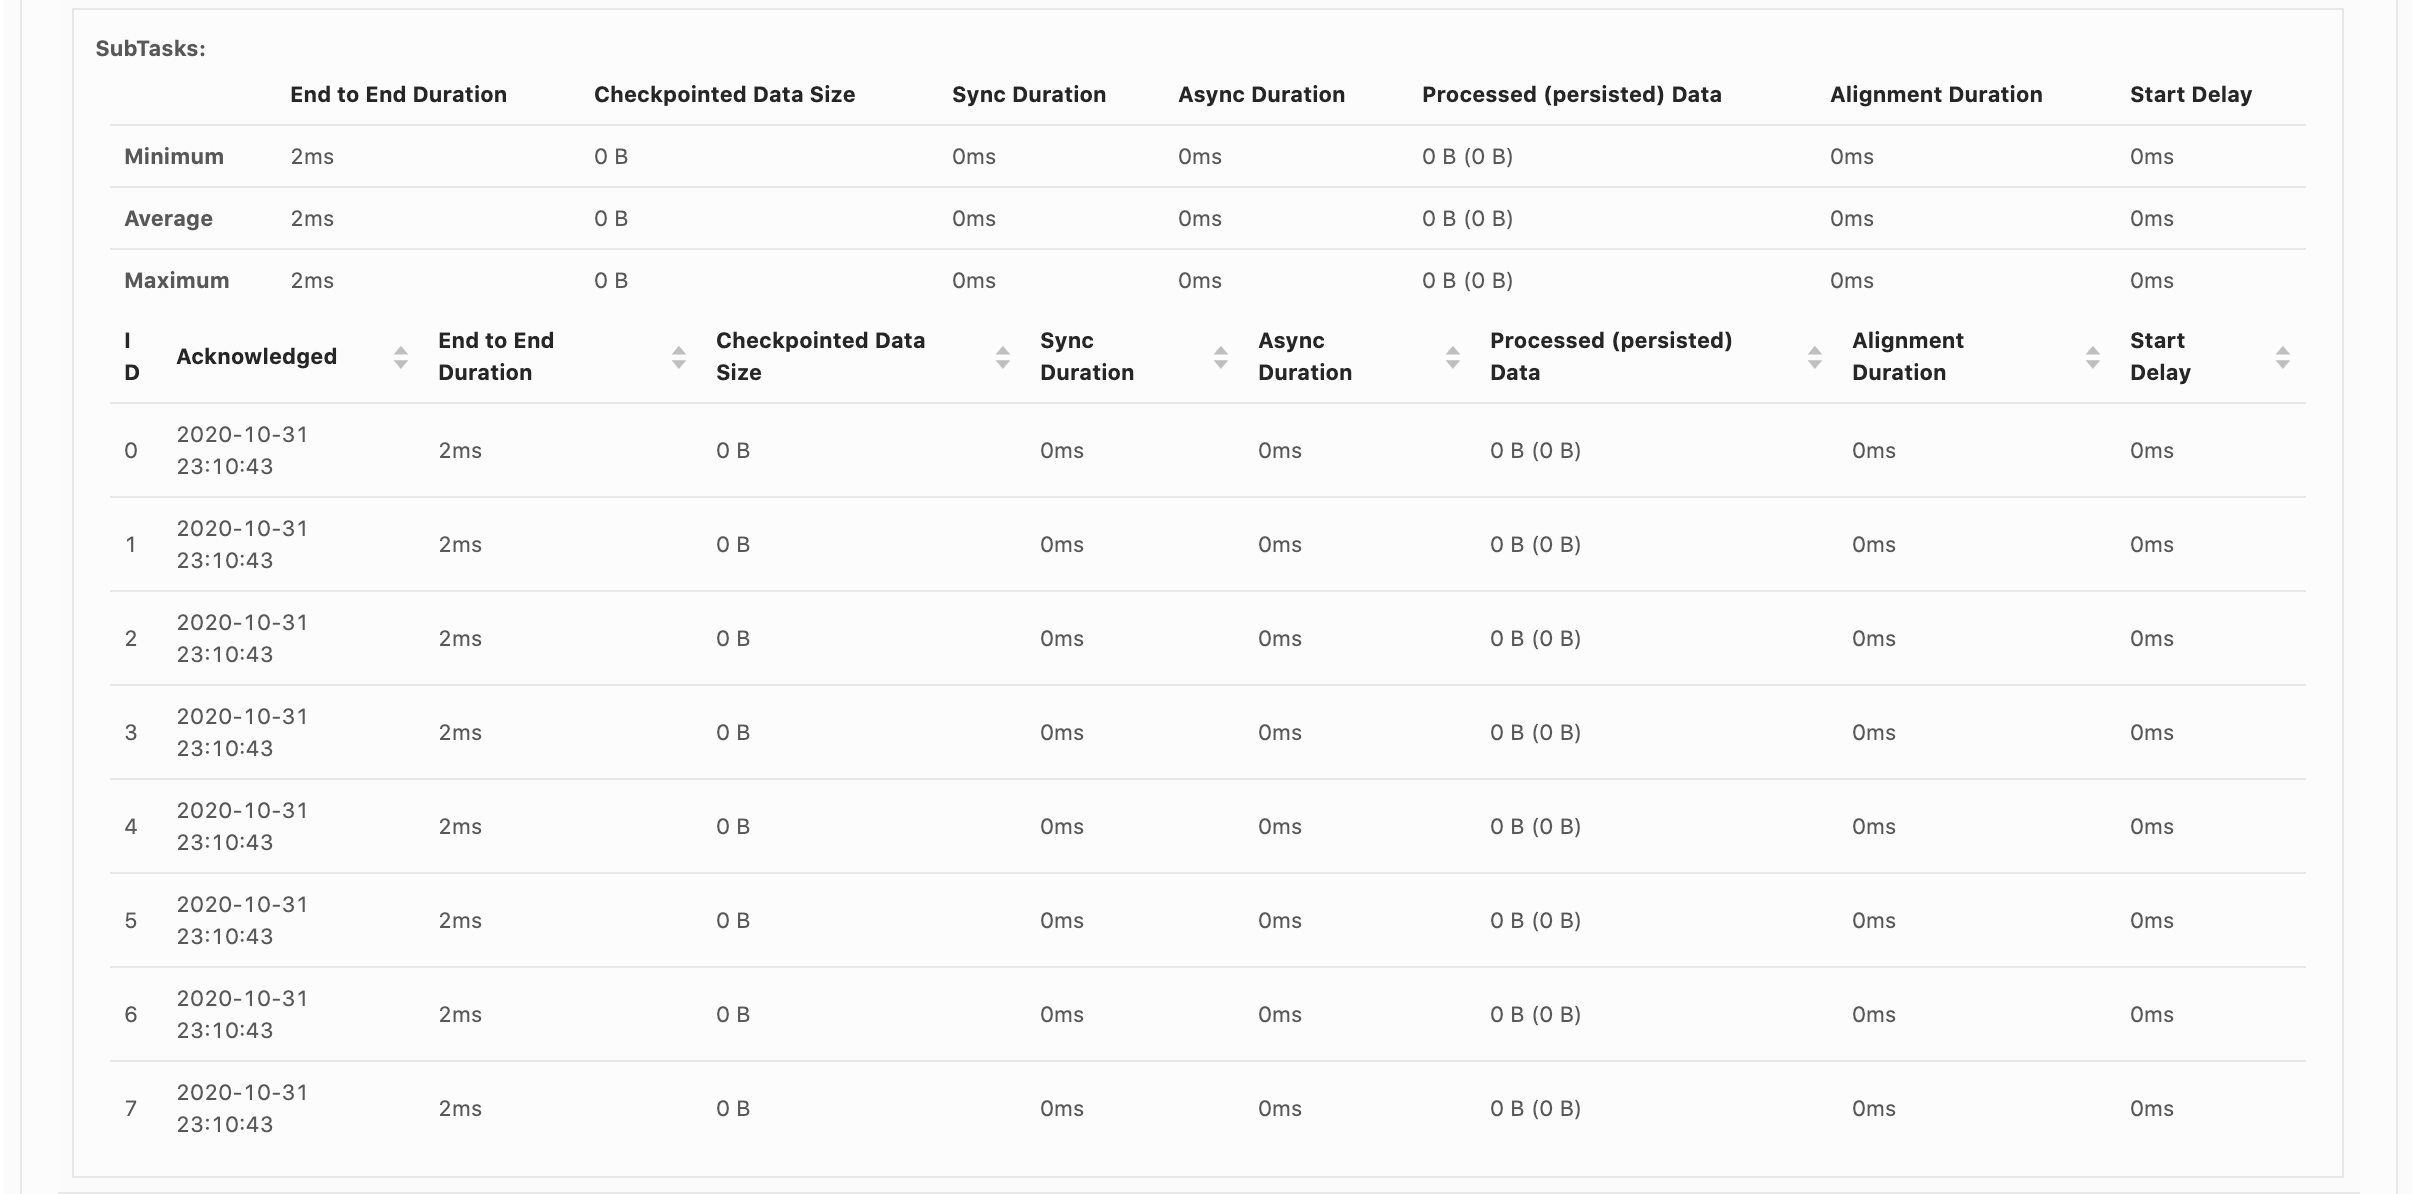 SubTasks:
End to End Duration Checkpointed Data Size Sync Duration Async Duration Processed (persisted) Data Alignment Duration Start Delay
Minimum 2ms 0 B 0ms 0ms 0 B (0 B) 0ms 0ms
Average 2ms 0 B 0ms 0ms 0 B (0 B) 0ms 0ms
Maximum 2ms 0 B 0ms 0ms 0 B (0 B) 0ms 0ms
I End to End Checkpointed Data Sync Async Processed (persisted) Alignment Start
Acknowledged
D Duration Size Duration Duration Data Duration Delay
2020-10-31
0 2ms 0 B 0ms 0ms 0 B (0 B) 0ms 0ms
23:10:43
2020-10-31
1 2ms 0 B 0ms 0ms 0 B (0 B) 0ms 0ms
23:10:43
2020-10-31
2 2ms 0 B 0ms 0ms 0 B (0 B) 0ms 0ms
23:10:43
2020-10-31
3 2ms 0 B 0ms 0ms 0 B (0 B) 0ms 0ms
23:10:43
2020-10-31
4 2ms 0 B 0ms 0ms 0 B (0 B) 0ms 0ms
23:10:43
2020-10-31
5 2ms 0 B 0ms 0ms 0 B (0 B) 0ms 0ms
23:10:43
2020-10-31
6 2ms 0 B 0ms 0ms 0 B (0 B) 0ms 0ms
23:10:43
2020-10-31
7 2ms 0 B 0ms 0ms 0 B (0 B) 0ms 0ms
23:10:43